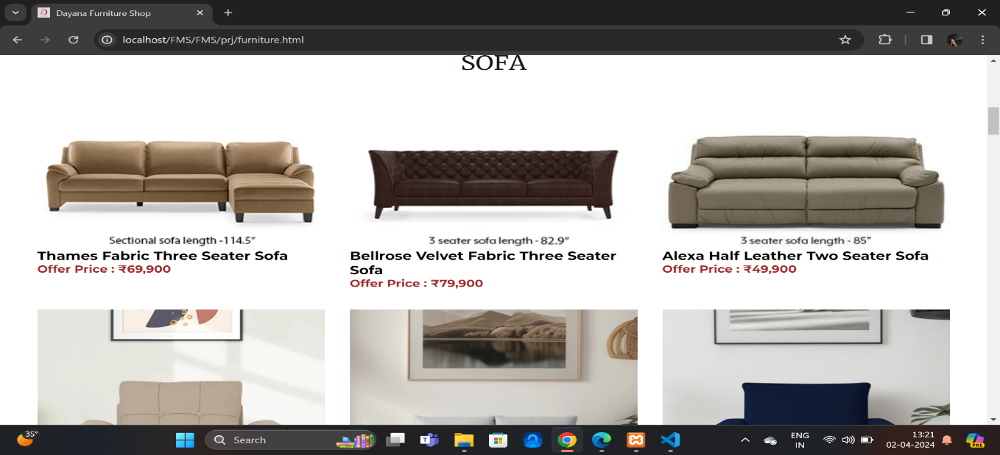 Dayana Furniture Shop
localhost/FMS/FMS/prj/furniture.html
SOFA
Sectional sofa length -114.5”
Thames Fabric Three Seater Sofa
Offer Price : ₹69,900
3 seater sofa length - 82.9”
Bellrose Velvet Fabric Three Seater
Sofa
Offer Price : ₹79,900
3 seater sofa length - 85”
Alexa Half Leather Two Seater Sofa
Offer Price : ₹49,900
35°
Search
ENG
IN
13:21
02-04-2024
PRE